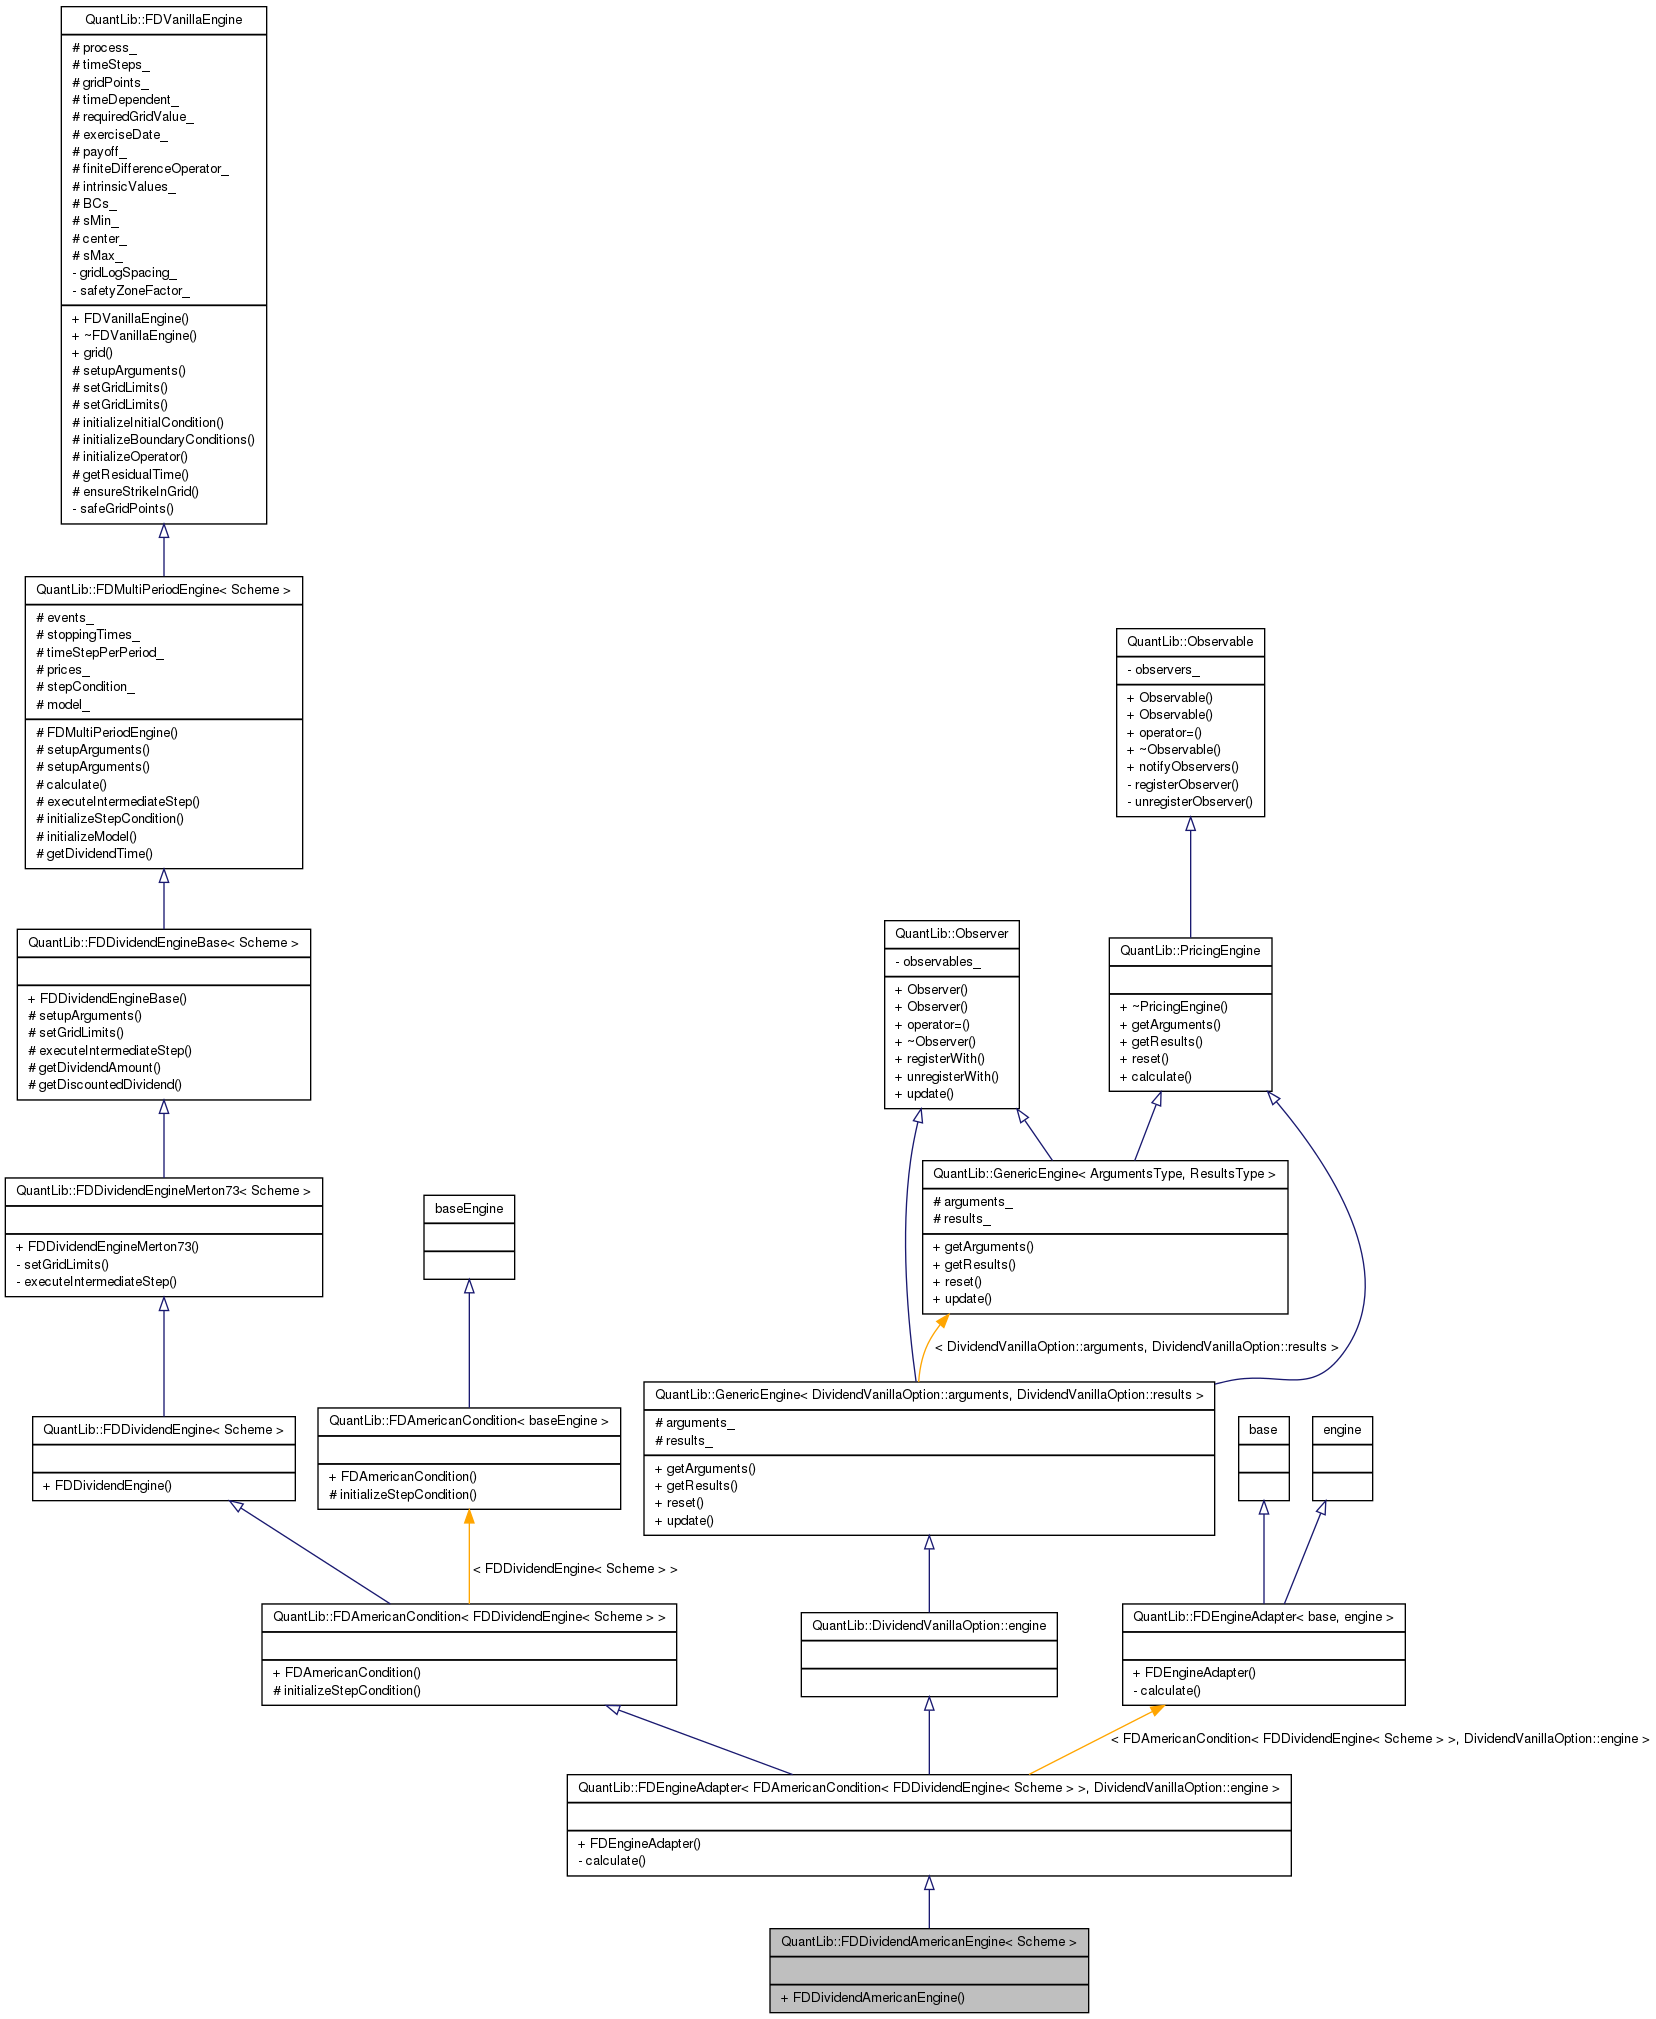 QuantLib::FDVanillaEngine
# process_
# timeSteps_
# gridPoints_
# timeDependent_
# requiredGridValue_
# exerciseDate_
# payoff_
# finiteDifferenceOperator_
# intrinsicValues_
# BCs_
# sMin_
# center_
# sMax_
- gridLogSpacing_
- safetyZoneFactor_
+ FDVanillaEngine()
+ ~FDVanillaEngine()
+ grid()
# setupArguments()
# setGridLimits()
# setGridLimits()
# initializeInitialCondition()
# initializeBoundaryConditions()
# initializeOperator()
# getResidualTime()
# ensureStrikeInGrid()
- safeGridPoints()
QuantLib::FDMultiPeriodEngine< Scheme >
# events_
# stoppingTimes_
# timeStepPerPeriod_
# prices_
# stepCondition_
# model_
# FDMultiPeriodEngine()
# setupArguments()
# setupArguments()
# calculate()
# executeIntermediateStep()
# initializeStepCondition()
# initializeModel()
# getDividendTime()
QuantLib::Observable
- observers_
+ Observable()
+ Observable()
+ operator=()
+ ~Observable()
+ notifyObservers()
- registerObserver()
- unregisterObserver()
QuantLib::FDDividendEngineBase< Scheme >
+ FDDividendEngineBase()
# setupArguments()
# setGridLimits()
# executeIntermediateStep()
# getDividendAmount()
# getDiscountedDividend()
QuantLib::Observer
- observables_
+ Observer()
+ Observer()
+ operator=()
+ ~Observer()
+ registerWith()
+ unregisterWith()
+ update()
QuantLib::PricingEngine
+ ~PricingEngine()
+ getArguments()
+ getResults()
+ reset()
+ calculate()
QuantLib::FDDividendEngineMerton73< Scheme >
+ FDDividendEngineMerton73()
- setGridLimits()
- executeIntermediateStep()
baseEngine
QuantLib::GenericEngine< ArgumentsType, ResultsType >
# arguments_
# results_
+ getArguments()
+ getResults()
+ reset()
+ update()
< DividendVanillaOption::arguments, DividendVanillaOption::results >
QuantLib::FDDividendEngine< Scheme >
+ FDDividendEngine()
QuantLib::FDAmericanCondition< baseEngine >
+ FDAmericanCondition()
# initializeStepCondition()
QuantLib::GenericEngine< DividendVanillaOption::arguments, DividendVanillaOption::results >
# arguments_
# results_
+ getArguments()
+ getResults()
+ reset()
+ update()
base
engine
< FDDividendEngine< Scheme > >
QuantLib::FDAmericanCondition< FDDividendEngine< Scheme > >
+ FDAmericanCondition()
# initializeStepCondition()
QuantLib::DividendVanillaOption::engine
QuantLib::FDEngineAdapter< base, engine >
+ FDEngineAdapter()
- calculate()
< FDAmericanCondition< FDDividendEngine< Scheme > >, DividendVanillaOption::engine >
QuantLib::FDEngineAdapter< FDAmericanCondition< FDDividendEngine< Scheme > >, DividendVanillaOption::engine >
+ FDEngineAdapter()
- calculate()
QuantLib::FDDividendAmericanEngine< Scheme >
+ FDDividendAmericanEngine()